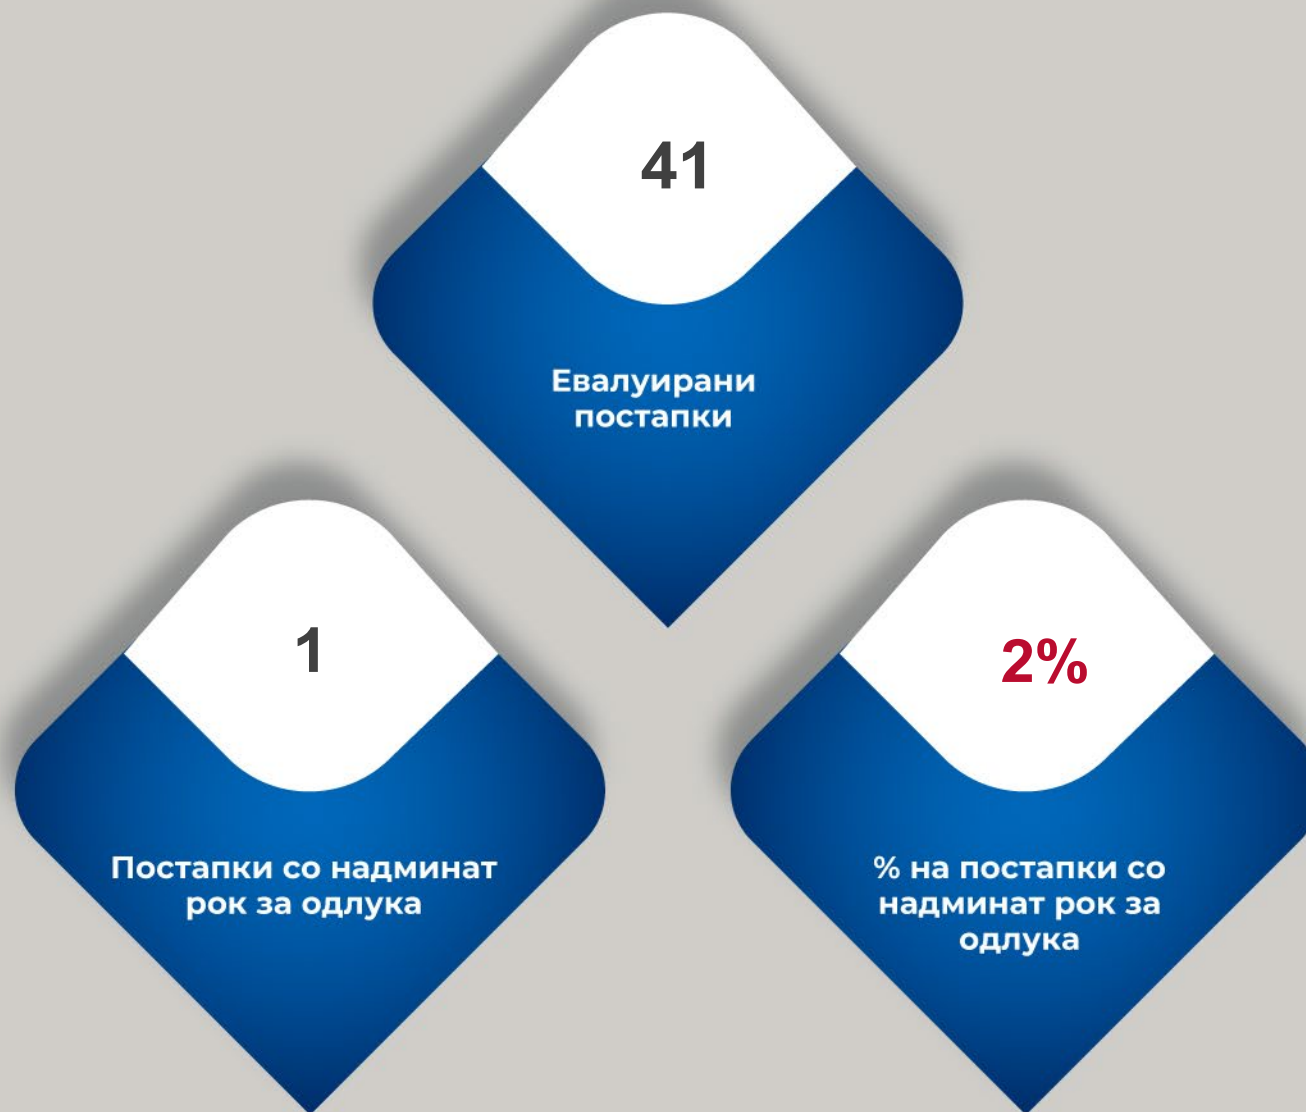 41
Евалуирани
постапки
1
Постапки со надминат
рок за одлука
2%
% на постапки со
надминат рок за
одлука